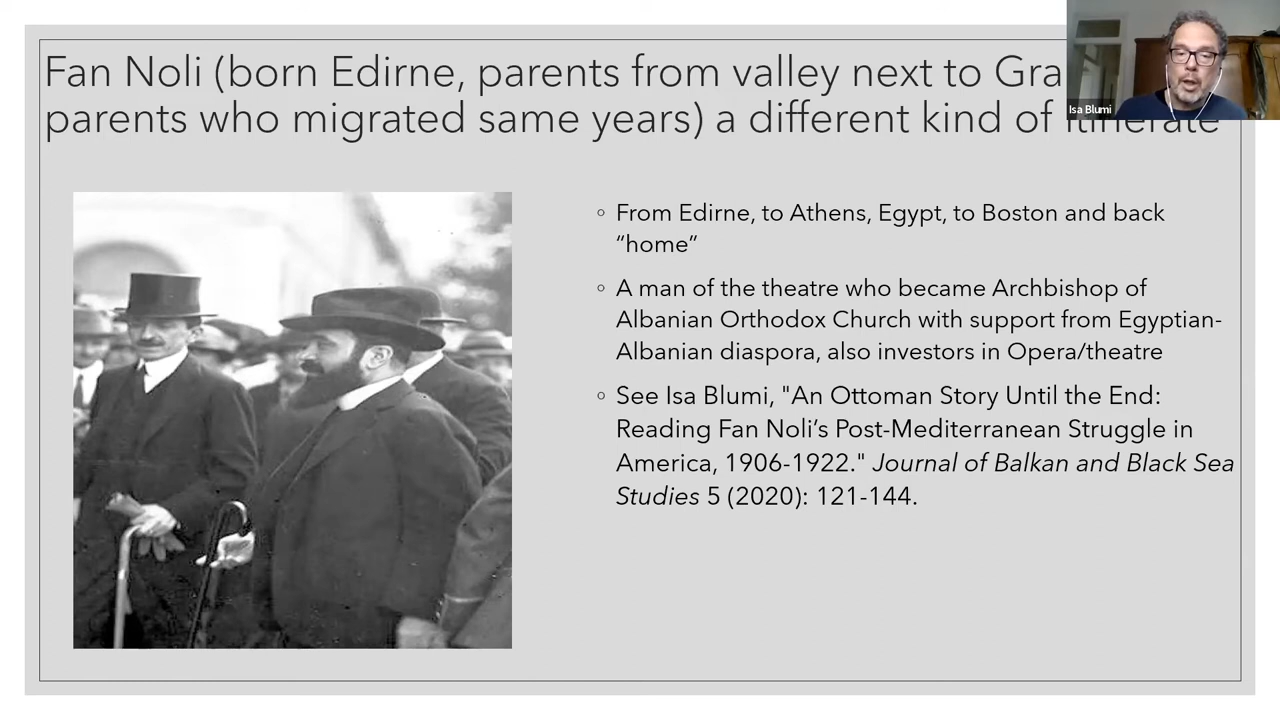 Fan Noli (born Edirne, parents from valley next to Gra
parents who migrated same years) a different kind of itinerate
Isa Blumi
◦ From Edirne, to Athens, Egypt, to Boston and back
“home”
◦ A man of the theatre who became Archbishop of
Albanian Orthodox Church with support from Egyptian-
Albanian diaspora, also investors in Opera/theatre
◦ See Isa Blumi, "An Ottoman Story Until the End:
Reading Fan Noli’s Post-Mediterranean Struggle in
America, 1906-1922." Journal of Balkan and Black Sea
Studies 5 (2020): 121-144.